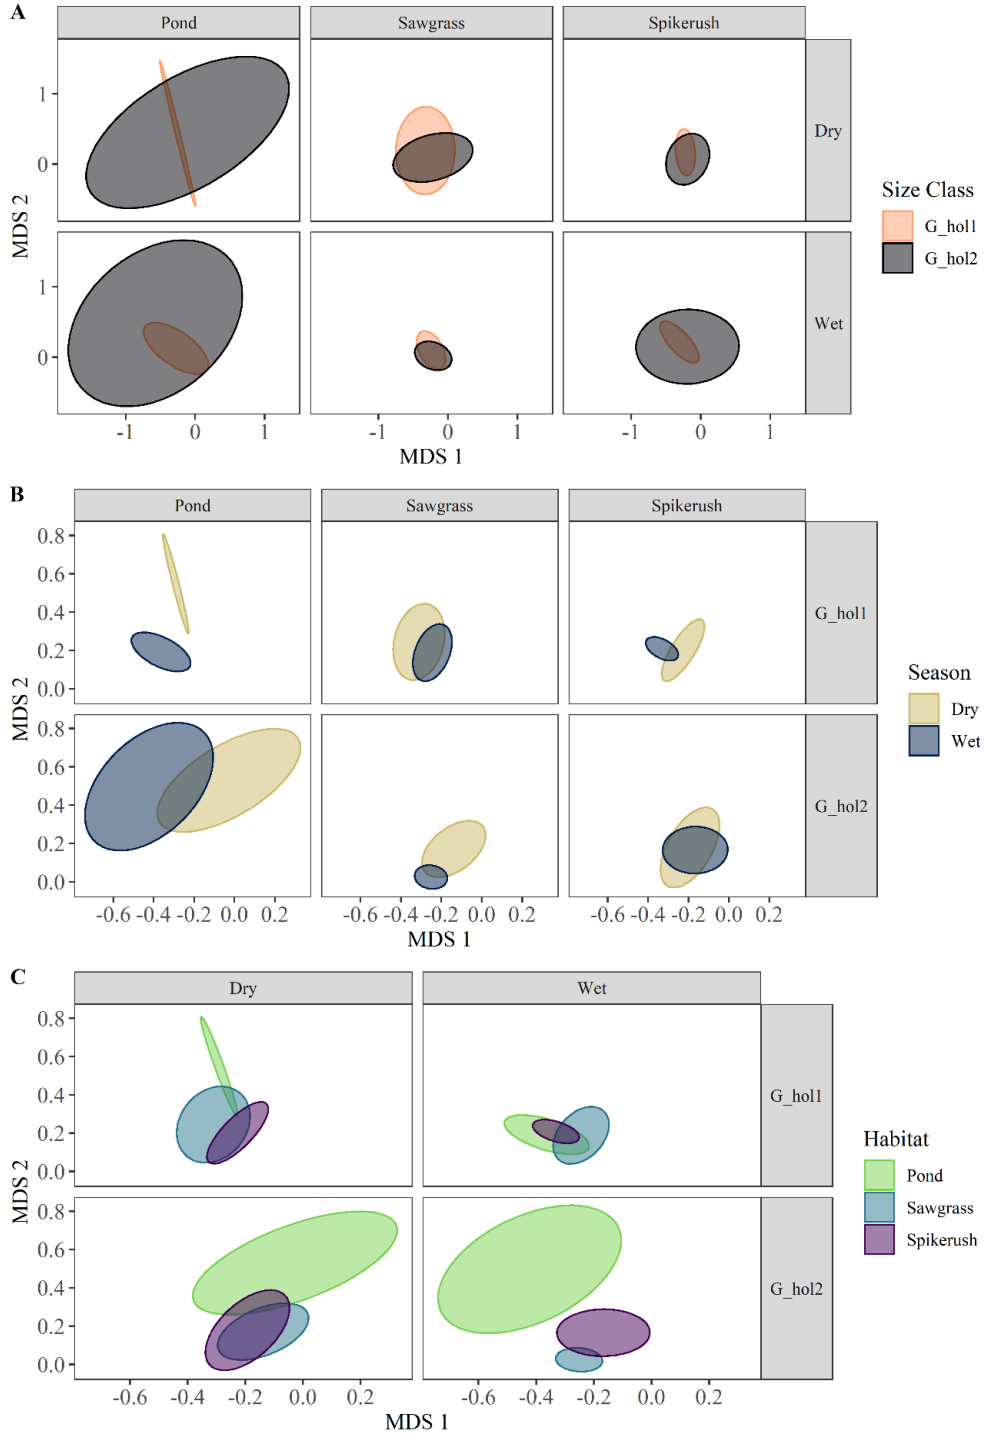 A
Pond Sawgrass Spikerush
1
0
Dry
MDS 2
1
0
Wet
-1 0 1 -1 0 1 -1 0 1
MDS 1
Size Class
G_hol1
G_hol2
B
Pond Sawgrass Spikerush
0.8
0.6
0.4
0.2
0.0
G_hol1
MDS 2
0.8
0.6
0.4
0.2
0.0
G_hol2
-0.6 -0.4 -0.2 0.0 0.2 -0.6 -0.4 -0.2 0.0 0.2 -0.6 -0.4 -0.2 0.0 0.2
MDS 1
Season
Dry
Wet
C
Dry Wet
0.8
0.6
0.4
0.2
0.0
G_hol1
MDS 2
0.8
0.6
0.4
0.2
0.0
G_hol2
-0.6 -0.4 -0.2 0.0 0.2 -0.6 -0.4 -0.2 0.0 0.2
MDS 1
Habitat
Pond
Sawgrass
Spikerush